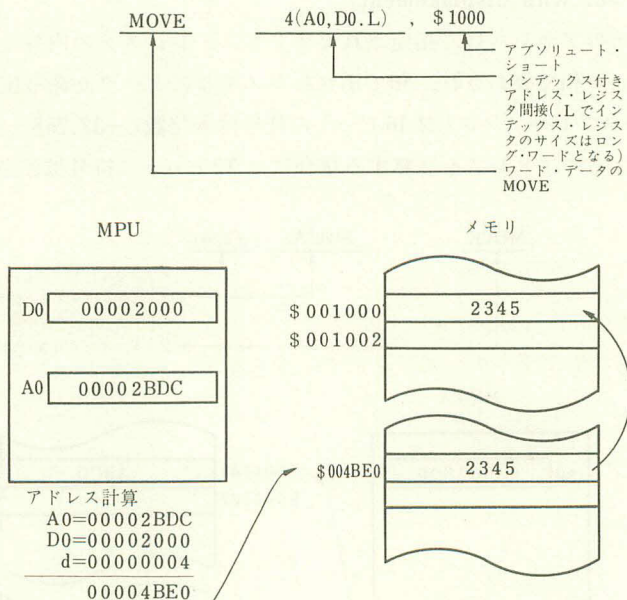 MOVE 4(A0,D0.L) , $1000
アブソリュート・
ショート
インデックス付き
アドレス・レジス
タ間接(.Lでイン
デックス・レジス
タのサイズはロン
グ・ワードとなる)
ワード・データの
MOVE
MPU
メモリ
D0 00002000
A0 00002BDC
$001000 2345
$001002
$004BE0 2345
アドレス計算
A0=00002BDC
D0=00002000
d=00000004
00004BE0